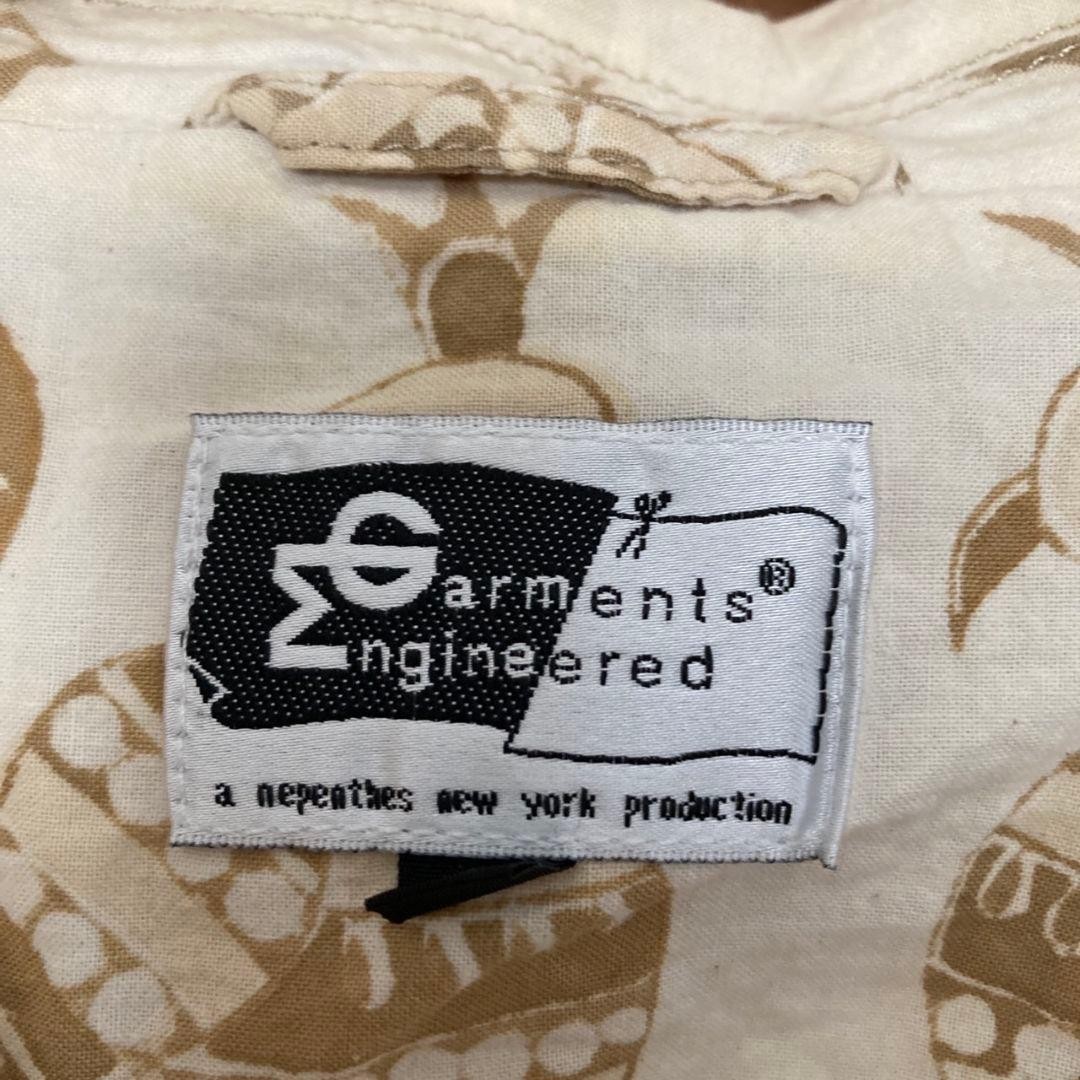 Garments®
Engineered
a nepenthes new york production